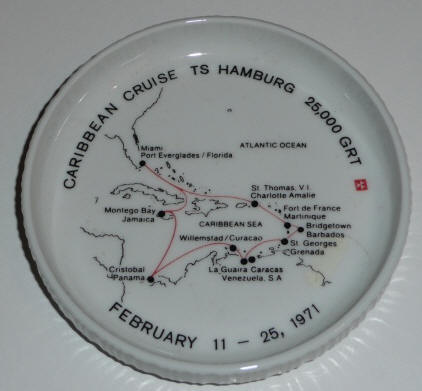 CARIBBEAN CRUISE TS HAMBURG 25,000 GRT
ATLANTIC OCEAN
Miami
Port Everglades / Florida
St. Thomas, V.I.
Charlotte Amalie
Fort de France
Martinique
Montego Bay
Jamaica
CARIBBEAN SEA
Bridgetown
Barbados
Willemstad / Curacao
St. Georges
Grenada
La Guaira Caracas
Venezuela, S.A
Cristobal
Panama
FEBRUARY 11 - 25, 1971